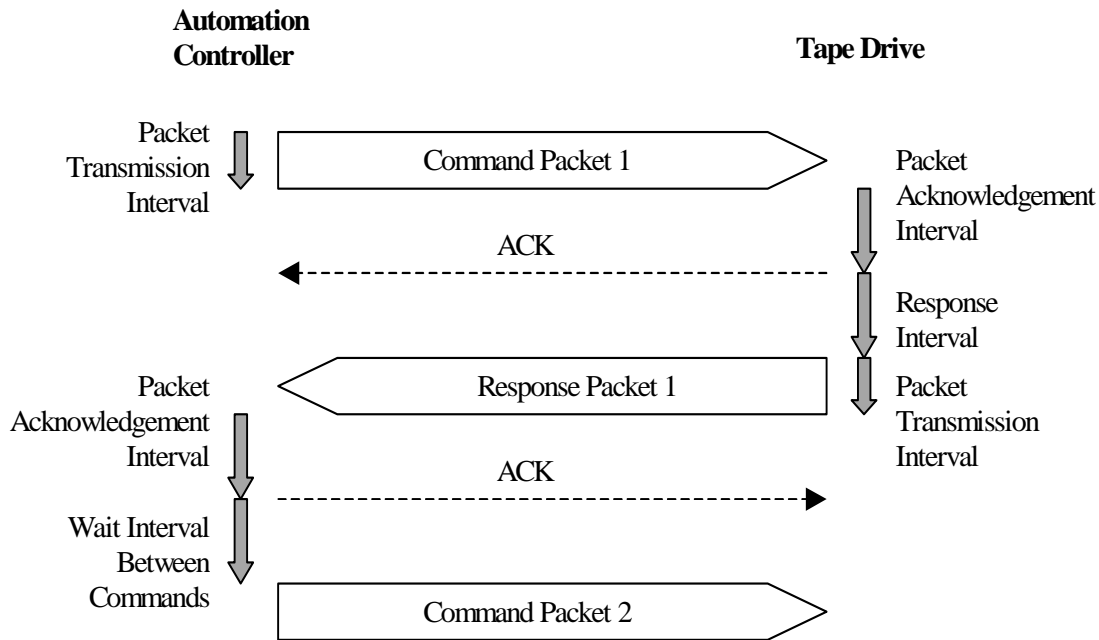 Automation
Controller
Tape Drive
Packet
Transmission
Interval
Command Packet 1
Packet
Acknowledgement
Interval
ACK
Response
Interval
Packet
Acknowledgement
Interval
Response Packet 1
Packet
Transmission
Interval
ACK
Wait Interval
Between
Commands
Command Packet 2